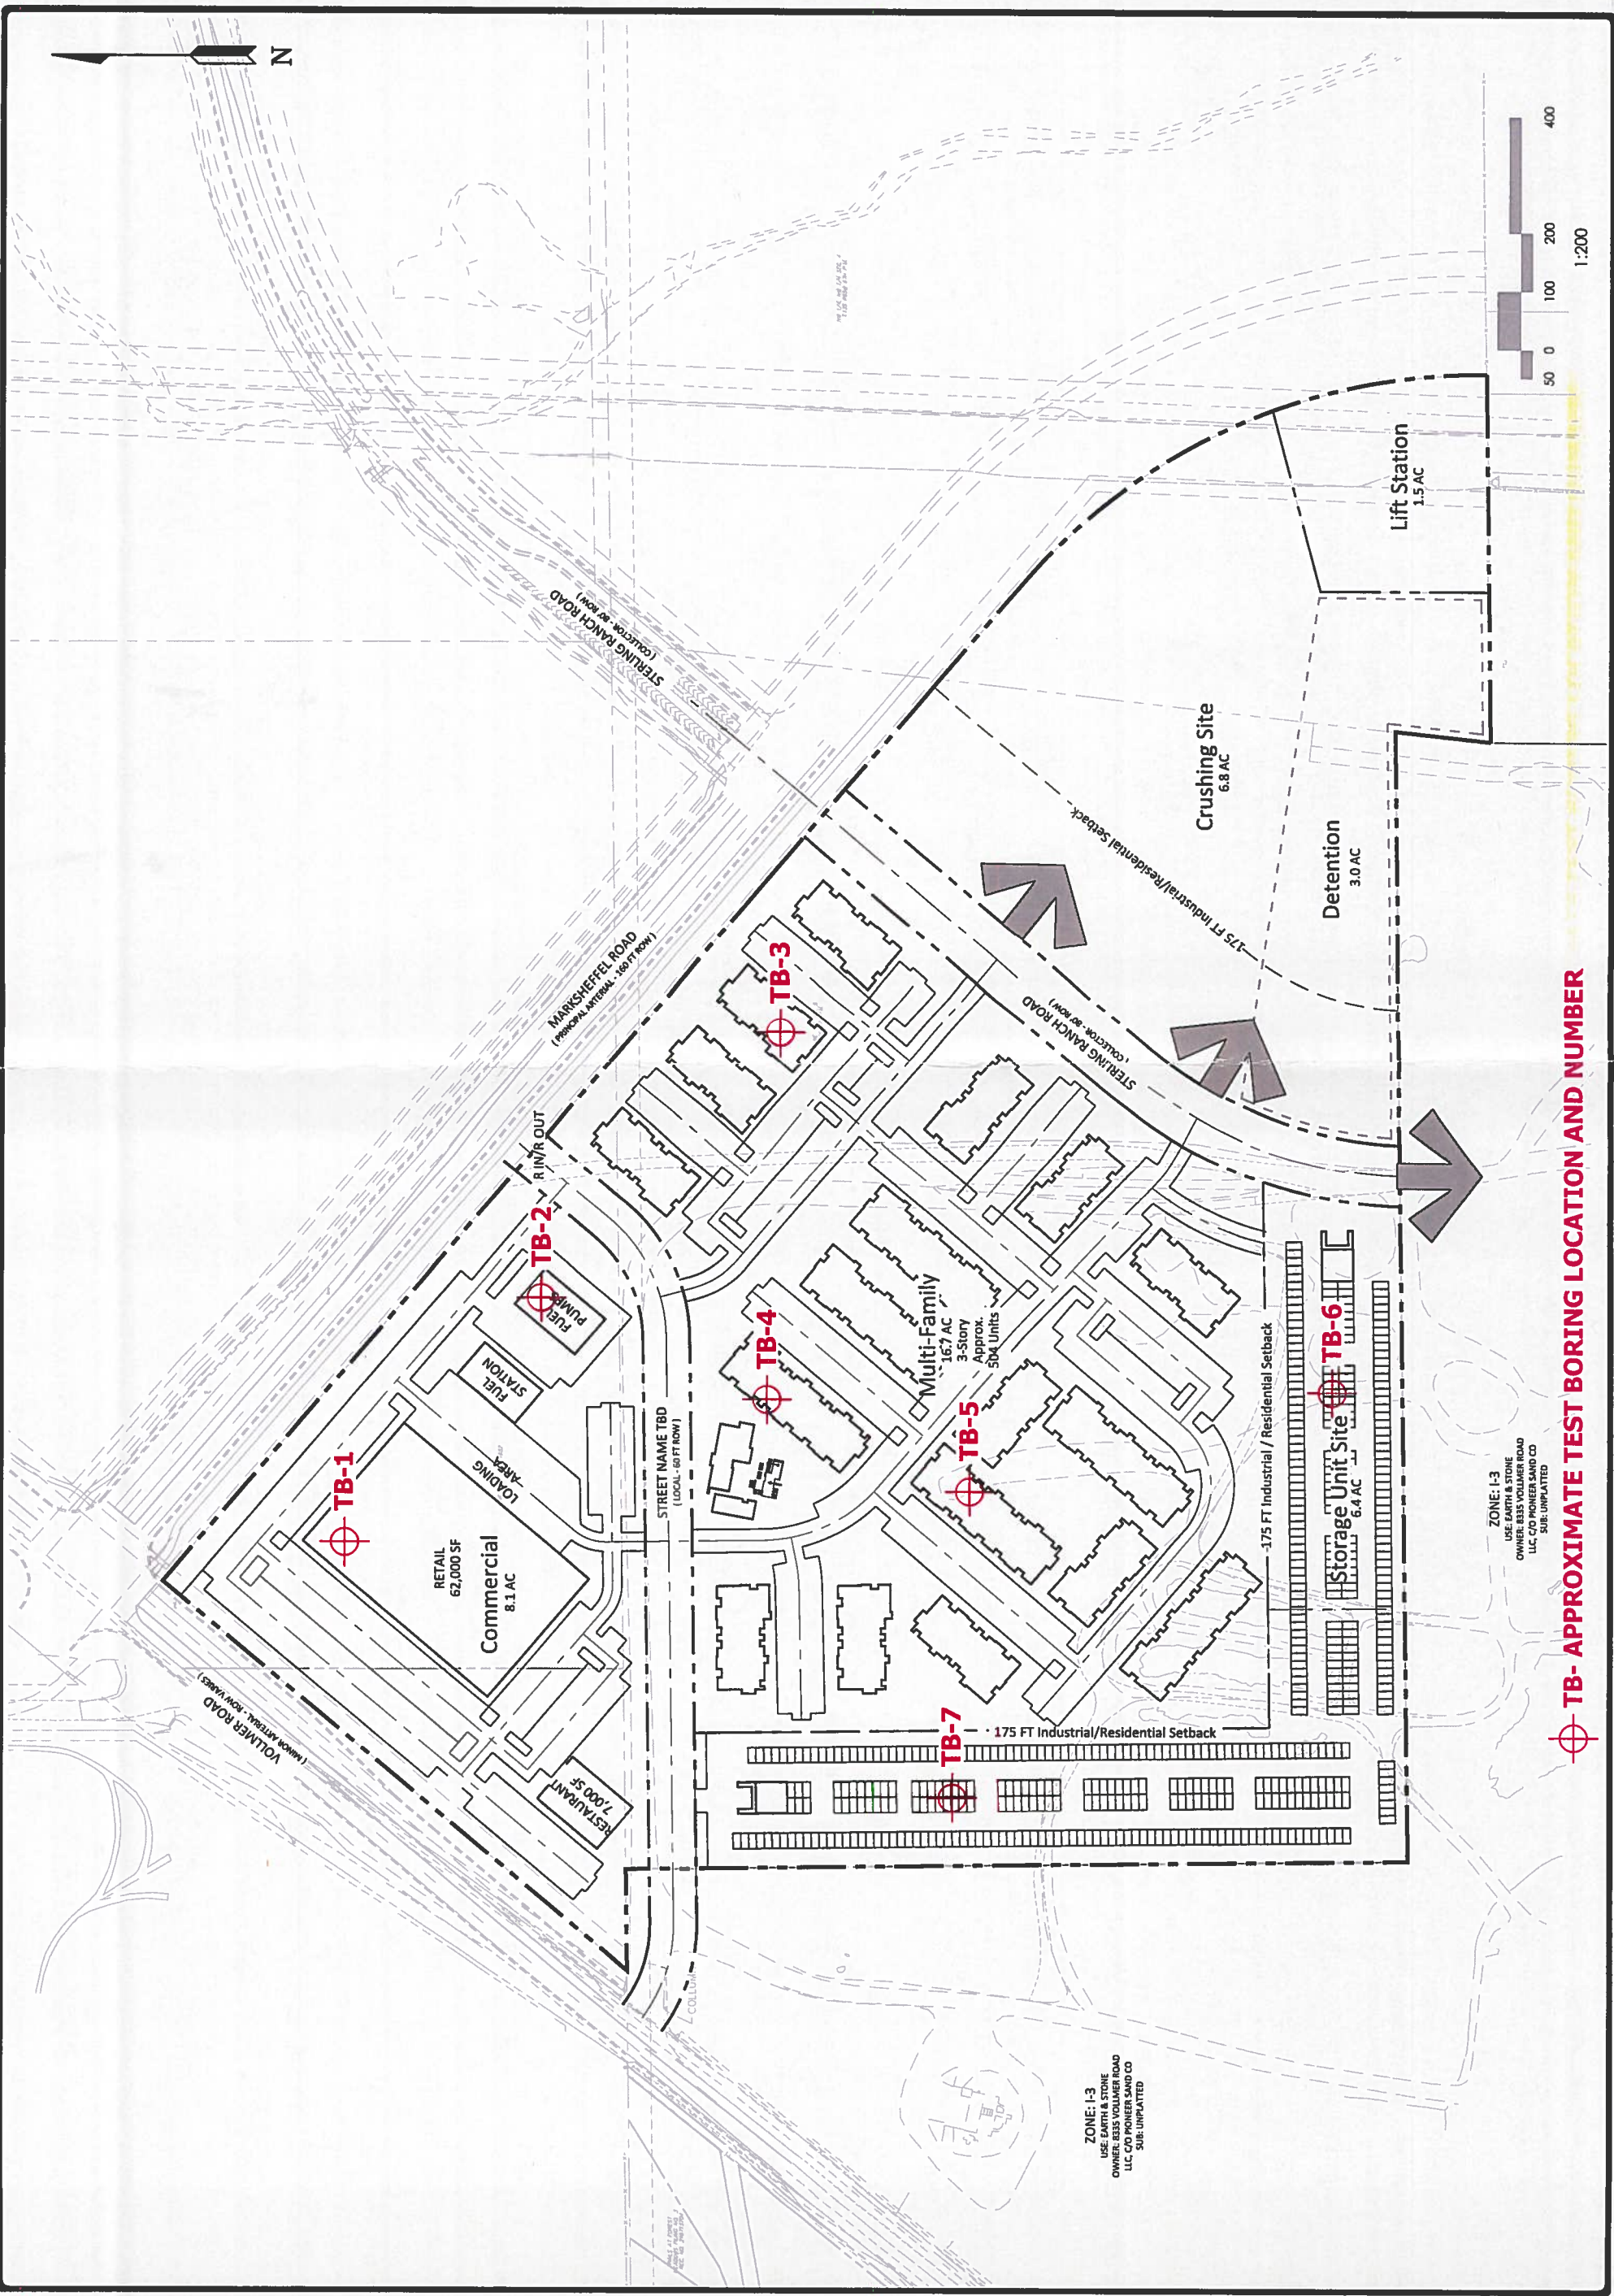 N
VOLLMER ROAD
( MINOR ARTERIAL - ROW VARIES )
MARKSHEFFEL ROAD
( PRINCIPAL ARTERIAL - 160 FT ROW )
STERLING RANCH ROAD
( COLLECTOR - 80' ROW )
TB-1
RETAIL
62,000 SF
Commercial
8.1 AC
LOADING
AREA
FUEL
STATION
FUEL
PUMPS
TB-2
R IN/R OUT
RESTAURANT
7,000 SF
STREET NAME TBD
( LOCAL - 60 FT ROW )
TB-3
TB-4
Multi-Family
16.7 AC
3-Story
Approx.
504 Units
TB-5
STERLING RANCH ROAD
( COLLECTOR - 80' ROW )
175 FT Industrial/Residential Setback
Crushing Site
6.8 AC
Detention
3.0 AC
Lift Station
1.5 AC
175 FT Industrial / Residential Setback
TB-6
Storage Unit Site
6.4 AC
175 FT Industrial/Residential Setback
TB-7
ZONE: I-3
USE: EARTH & STONE
OWNER: 8335 VOLLMER ROAD
LLC, C/O PIONEER SAND CO
SUB: UNPLATTED
ZONE: I-3
USE: EARTH & STONE
OWNER: 8335 VOLLMER ROAD
LLC, C/O PIONEER SAND CO
SUB: UNPLATTED
50 0 100 200 400
1:200
TB- APPROXIMATE TEST BORING LOCATION AND NUMBER